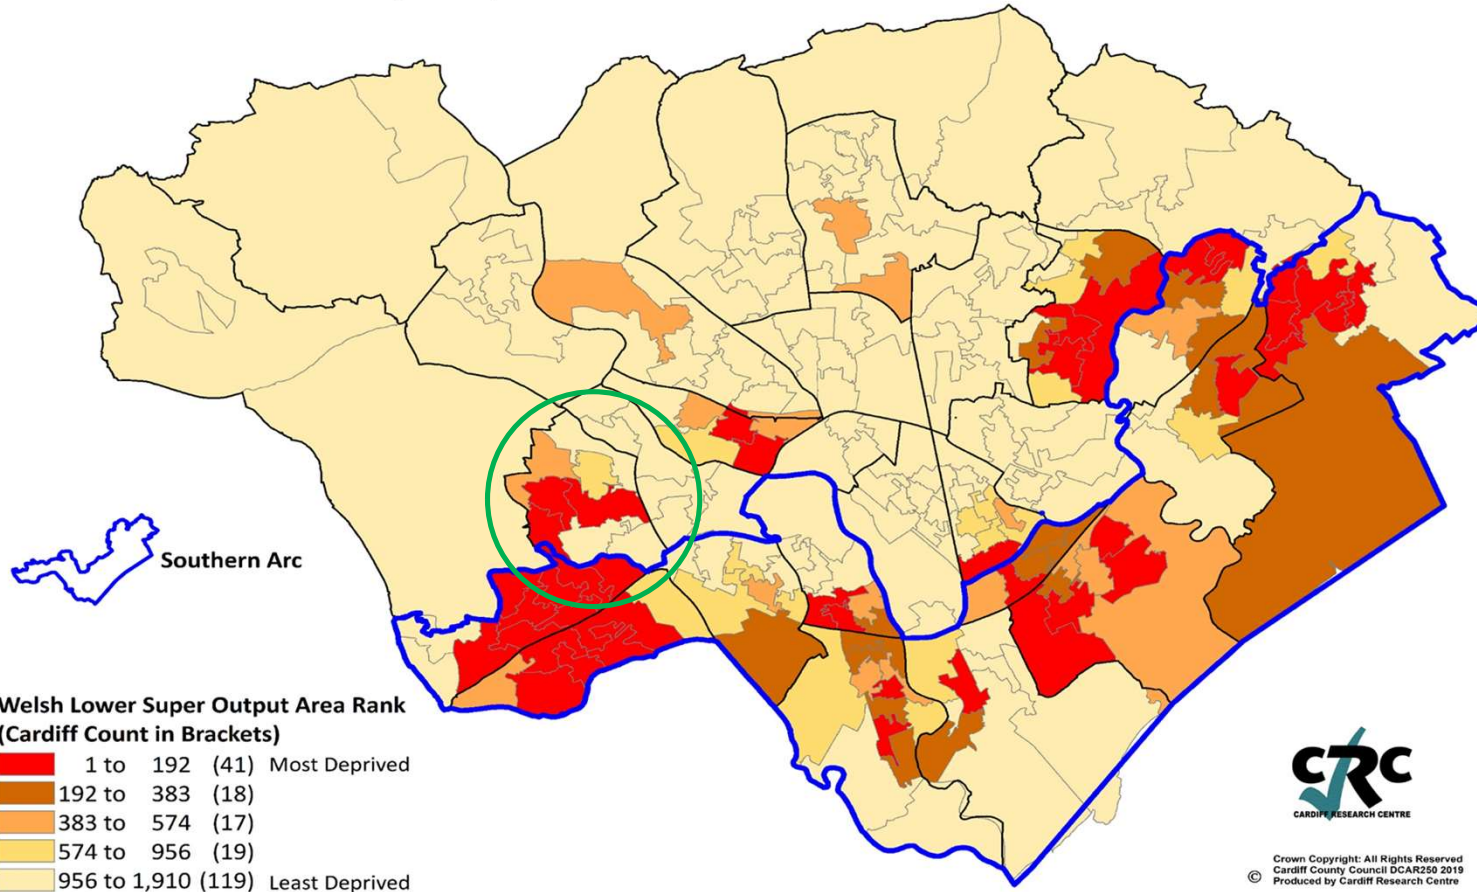 Southern Arc
Welsh Lower Super Output Area Rank
(Cardiff Count in Brackets)
1 to 192 (41) Most Deprived
192 to 383 (18)
383 to 574 (17)
574 to 956 (19)
956 to 1,910 (119) Least Deprived
CRC
CARDIFF RESEARCH CENTRE
Crown Copyright: All Rights Reserved
Cardiff County Council DCAR250 2019
© Produced by Cardiff Research Centre